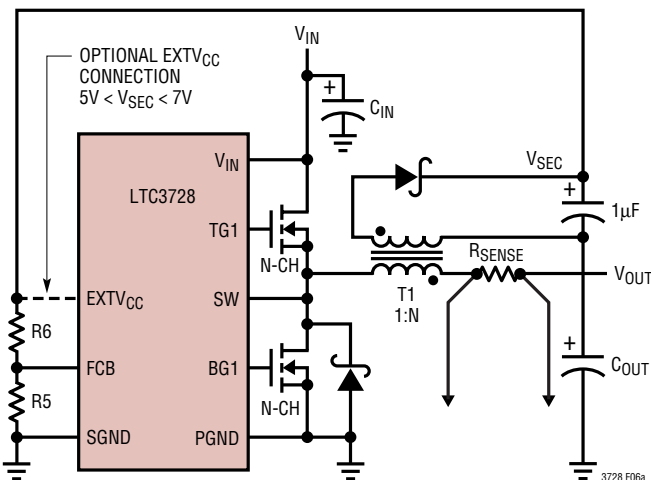 OPTIONAL EXTVCC
CONNECTION
5V < VSEC < 7V
VIN
+
CIN
VIN
LTC3728
TG1
N-CH
EXTVCC
SW
R6
FCB
BG1
N-CH
R5
SGND
PGND
VSEC
+
1µF
RSENSE
VOUT
T1
1:N
+
COUT
3728 F06a